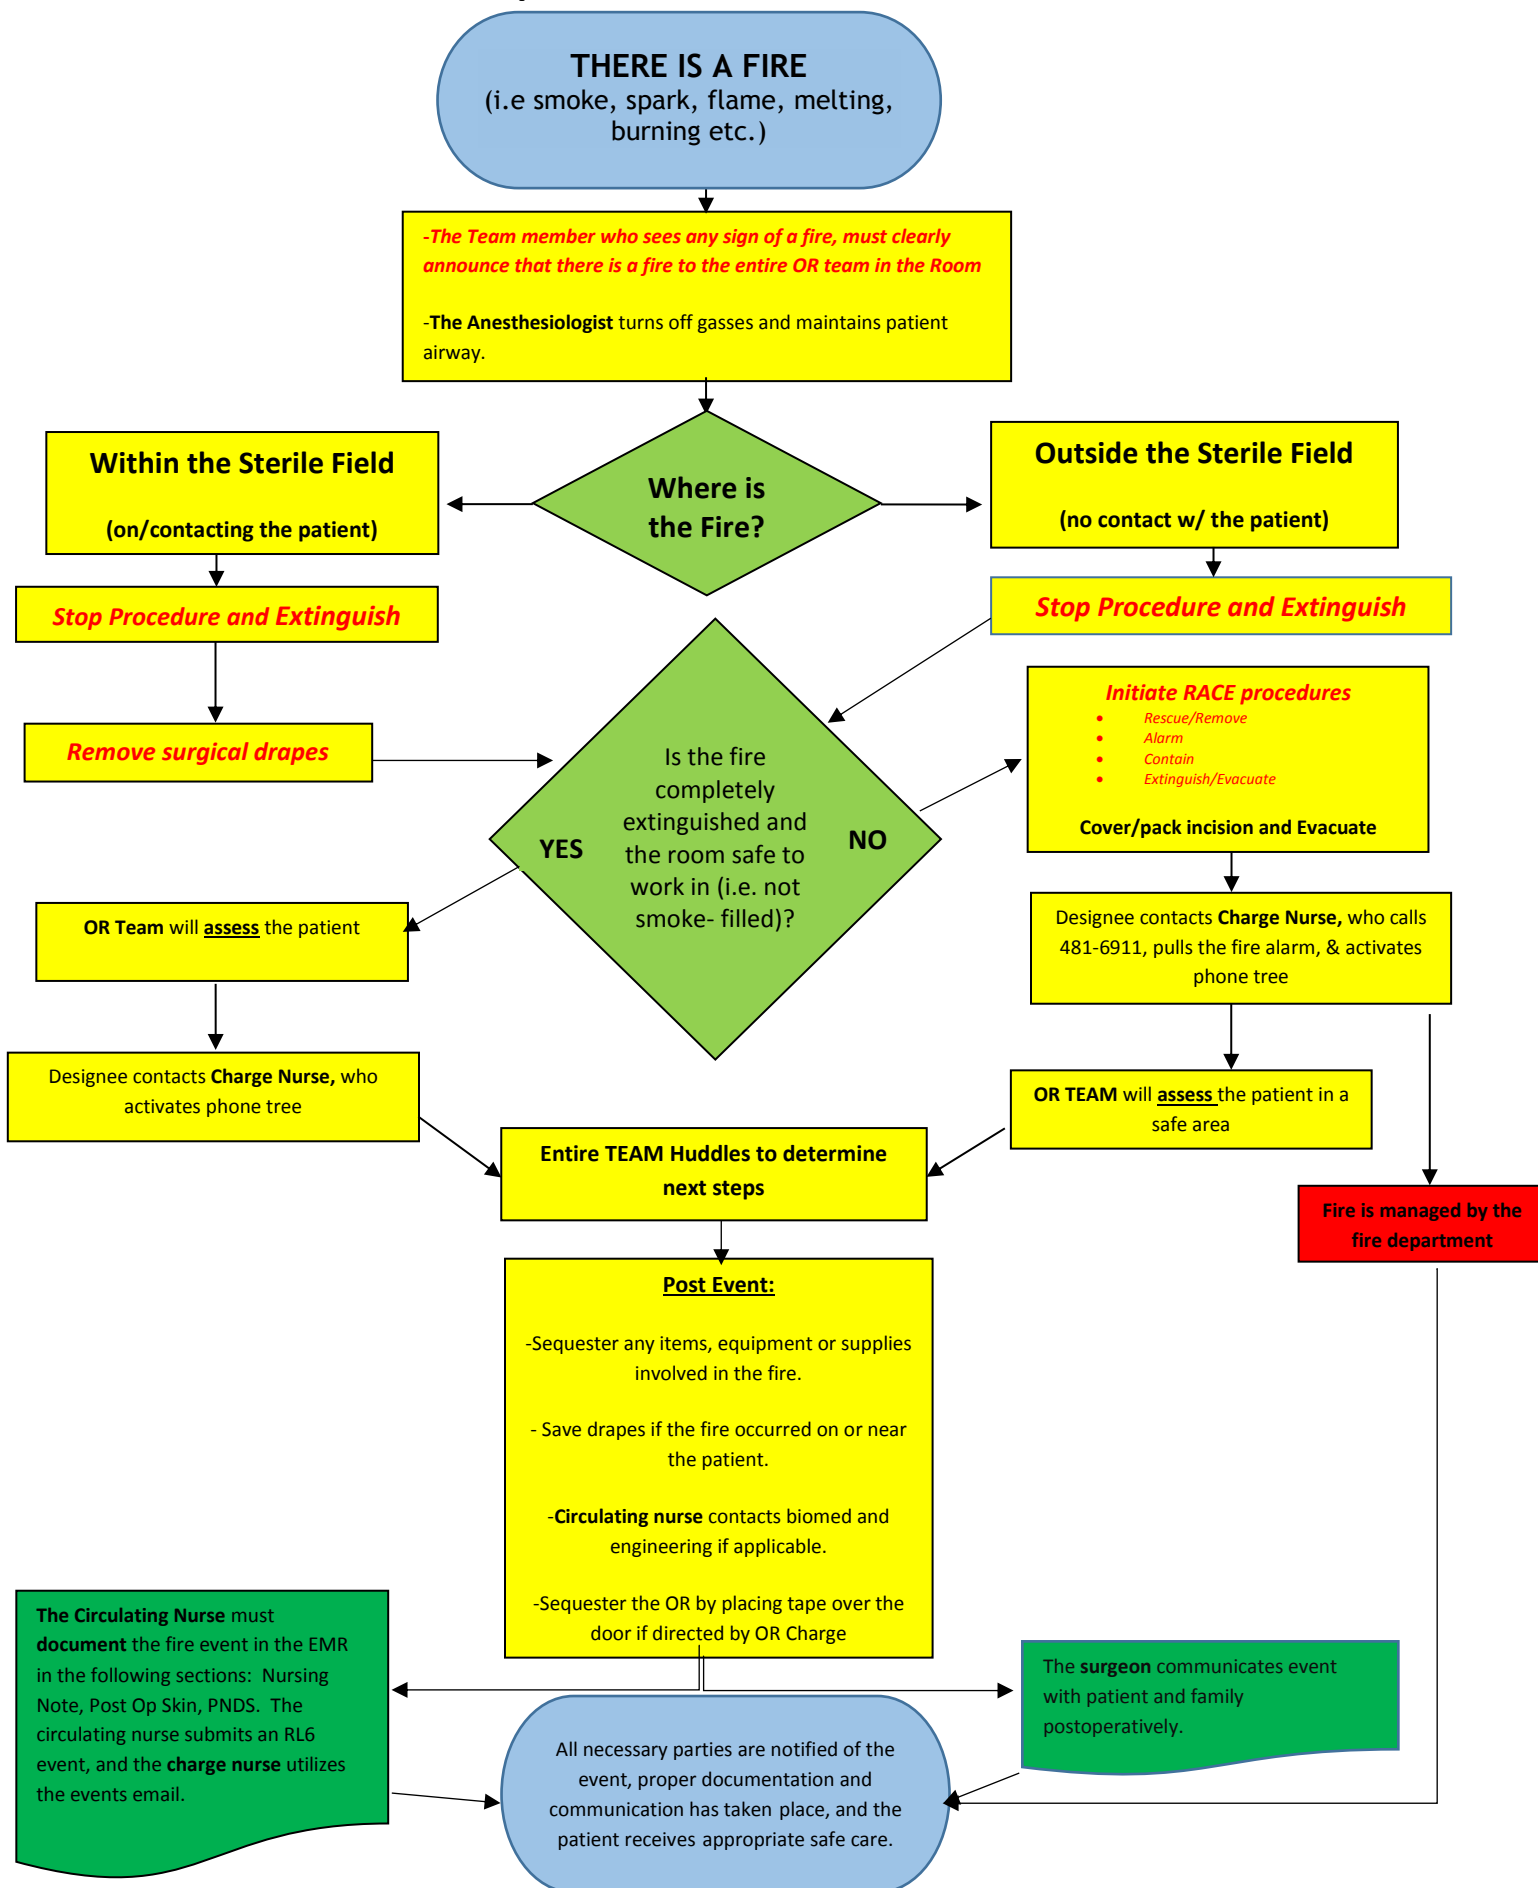 THERE IS A FIRE
(i.e smoke, spark, flame, melting,
burning etc.)
-The Team member who sees any sign of a fire, must clearly
announce that there is a fire to the entire OR team in the Room
-The Anesthesiologist turns off gasses and maintains patient
airway.
Where is
the Fire?
Within the Sterile Field
(on/contacting the patient)
Outside the Sterile Field
(no contact w/ the patient)
Stop Procedure and Extinguish
Stop Procedure and Extinguish
Remove surgical drapes
Is the fire
completely
extinguished and
the room safe to
work in (i.e. not
smoke- filled)?
YES
NO
Initiate RACE procedures
• Rescue/Remove
• Alarm
• Contain
• Extinguish/Evacuate
Cover/pack incision and Evacuate
OR Team will assess the patient
Designee contacts Charge Nurse, who calls
481-6911, pulls the fire alarm, & activates
phone tree
Designee contacts Charge Nurse, who
activates phone tree
OR TEAM will assess the patient in a
safe area
Entire TEAM Huddles to determine
next steps
Fire is managed by the
fire department
Post Event:
-Sequester any items, equipment or supplies
involved in the fire.
- Save drapes if the fire occurred on or near
the patient.
-Circulating nurse contacts biomed and
engineering if applicable.
-Sequester the OR by placing tape over the
door if directed by OR Charge
The Circulating Nurse must
document the fire event in the EMR
in the following sections: Nursing
Note, Post Op Skin, PNDS. The
circulating nurse submits an RL6
event, and the charge nurse utilizes
the events email.
The surgeon communicates event
with patient and family
postoperatively.
All necessary parties are notified of the
event, proper documentation and
communication has taken place, and the
patient receives appropriate safe care.